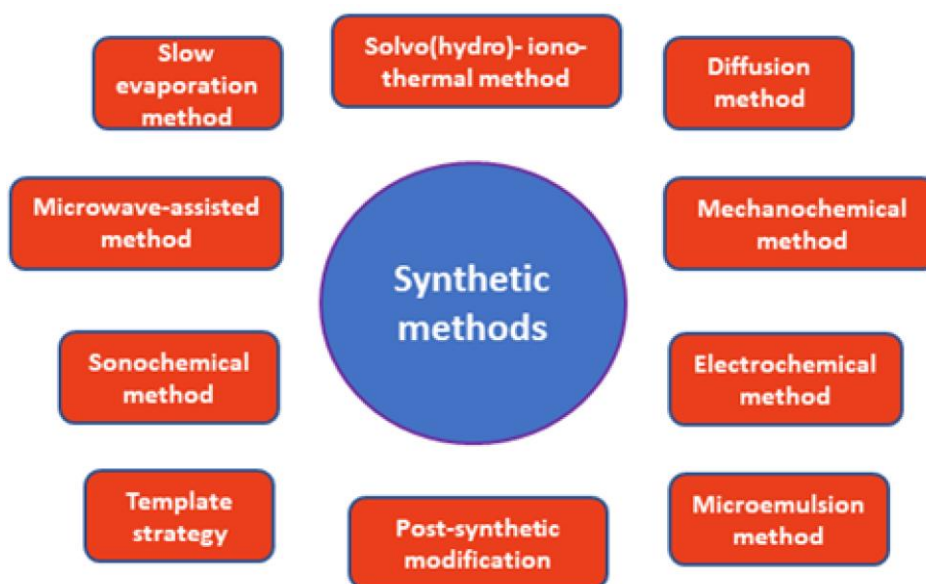 Slow
evaporation
method
Solvo(hydro)- iono-
thermal method
Diffusion
method
Microwave-assisted
method
Mechanochemical
method
Synthetic
methods
Sonochemical
method
Electrochemical
method
Template
strategy
Post-synthetic
modification
Microemulsion
method